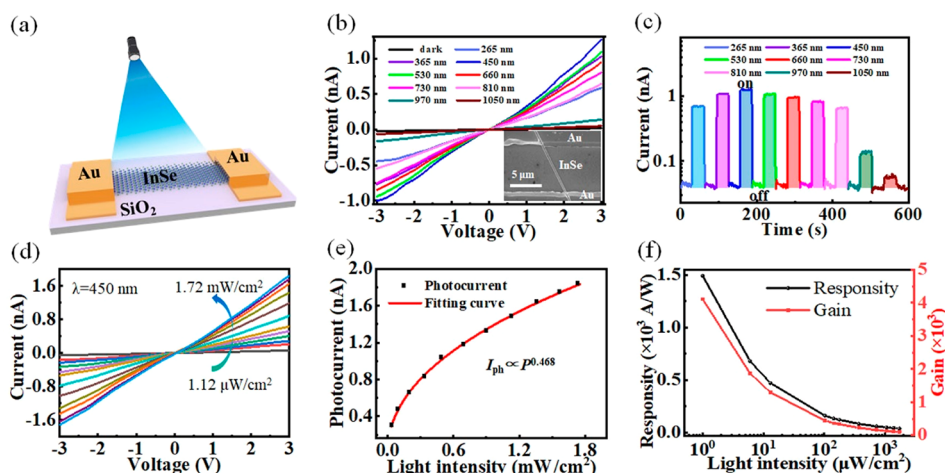 (a)
Au
InSe
Au
SiO2
(b)
Current (nA)
1.0
0.5
0.0
-0.5
-1.0
dark
265 nm
365 nm
450 nm
530 nm
660 nm
730 nm
810 nm
970 nm
1050 nm
Au
InSe
5 μm
Au
-3 -2 -1 0 1 2 3
Voltage (V)
(c)
Current (nA)
1
0.1
265 nm
365 nm
450 nm
530 nm
660 nm
730 nm
810 nm
970 nm
1050 nm
on
off
0 200 400 600
Time (s)
(d)
Current (nA)
1.6
0.8
0.0
-0.8
-1.6
λ=450 nm
1.72 mW/cm2
1.12 μW/cm2
-3 -2 -1 0 1 2 3
Voltage (V)
(e)
Photocurrent (nA)
2.0
1.6
1.2
0.8
0.4
Photocurrent
Fitting curve
Iph∝P0.468
0.0 0.4 0.8 1.2 1.6
Light intensity (mW/cm2)
(f)
Responsity (×103 A/W)
1.5
1.0
0.5
0.0
Responsity
Gain
5
4
3
2
1
0
Gain (×103)
100 101 102 103
Light intensity (μW/cm2)